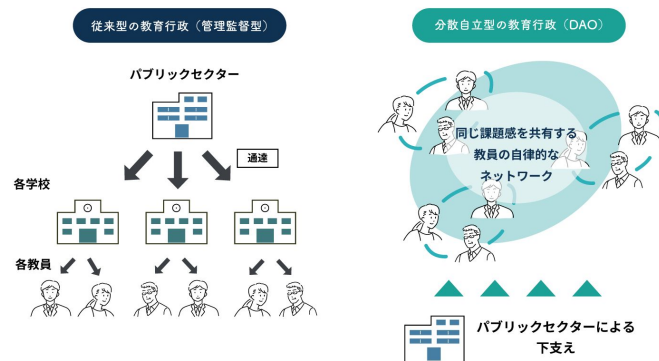 従来型の教育行政（管理監督型）
パブリックセクター
通達
各学校
各教員
分散自立型の教育行政（DAO）
同じ課題感を共有する
教員の自律的な
ネットワーク
パブリックセクターによる
下支え